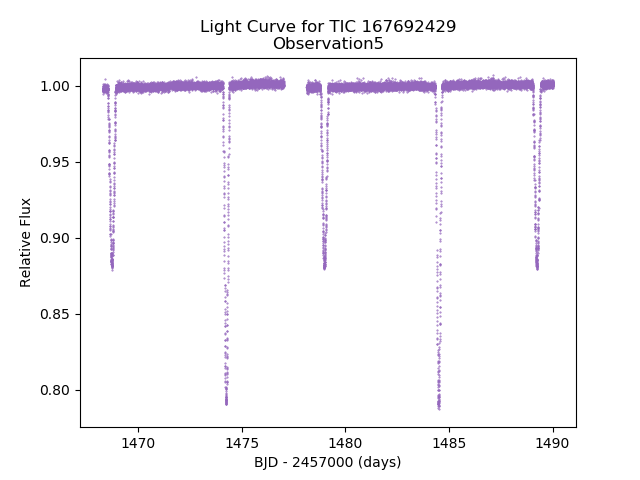 Light Curve for TIC 167692429
Observation5
1.00
0.95
0.90
0.85
0.80
Relative Flux
1470
1475
1480
1485
1490
BJD - 2457000 (days)